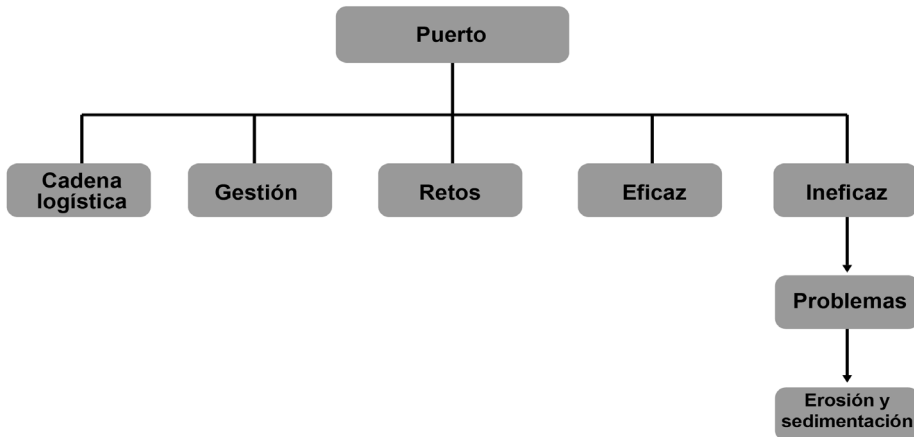 Puerto
Cadena
logística
Gestión
Retos
Eficaz
Ineficaz
Problemas
Erosión y
sedimentación